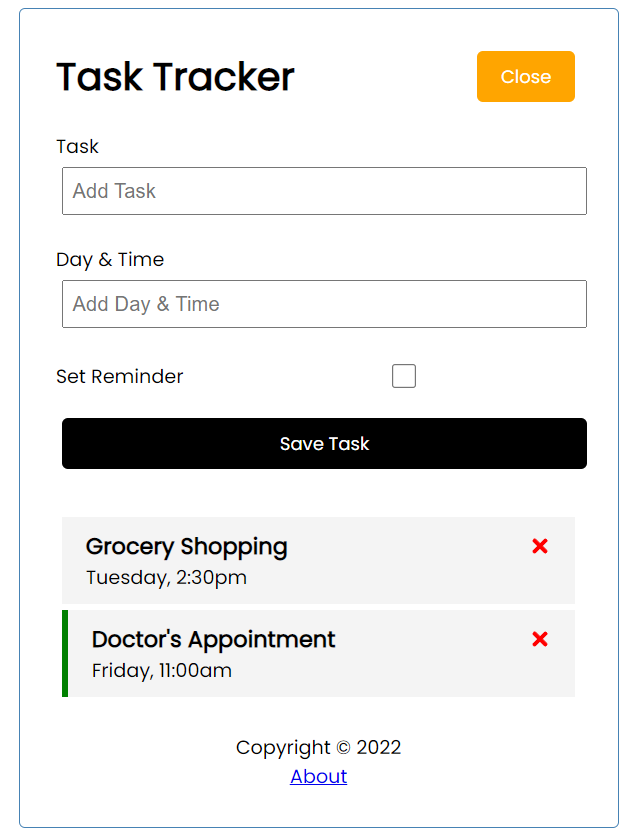 Task Tracker
Close
Task
Add Task
Day & Time
Add Day & Time
Set Reminder
Save Task
Grocery Shopping
Tuesday, 2:30pm
Doctor's Appointment
Friday, 11:00am
Copyright © 2022
About